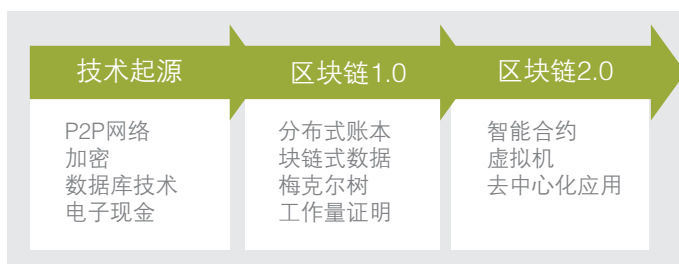 技术起源
P2P网络
加密
数据库技术
电子现金
区块链1.0
分布式账本
块链式数据
梅克尔树
工作量证明
区块链2.0
智能合约
虚拟机
去中心化应用